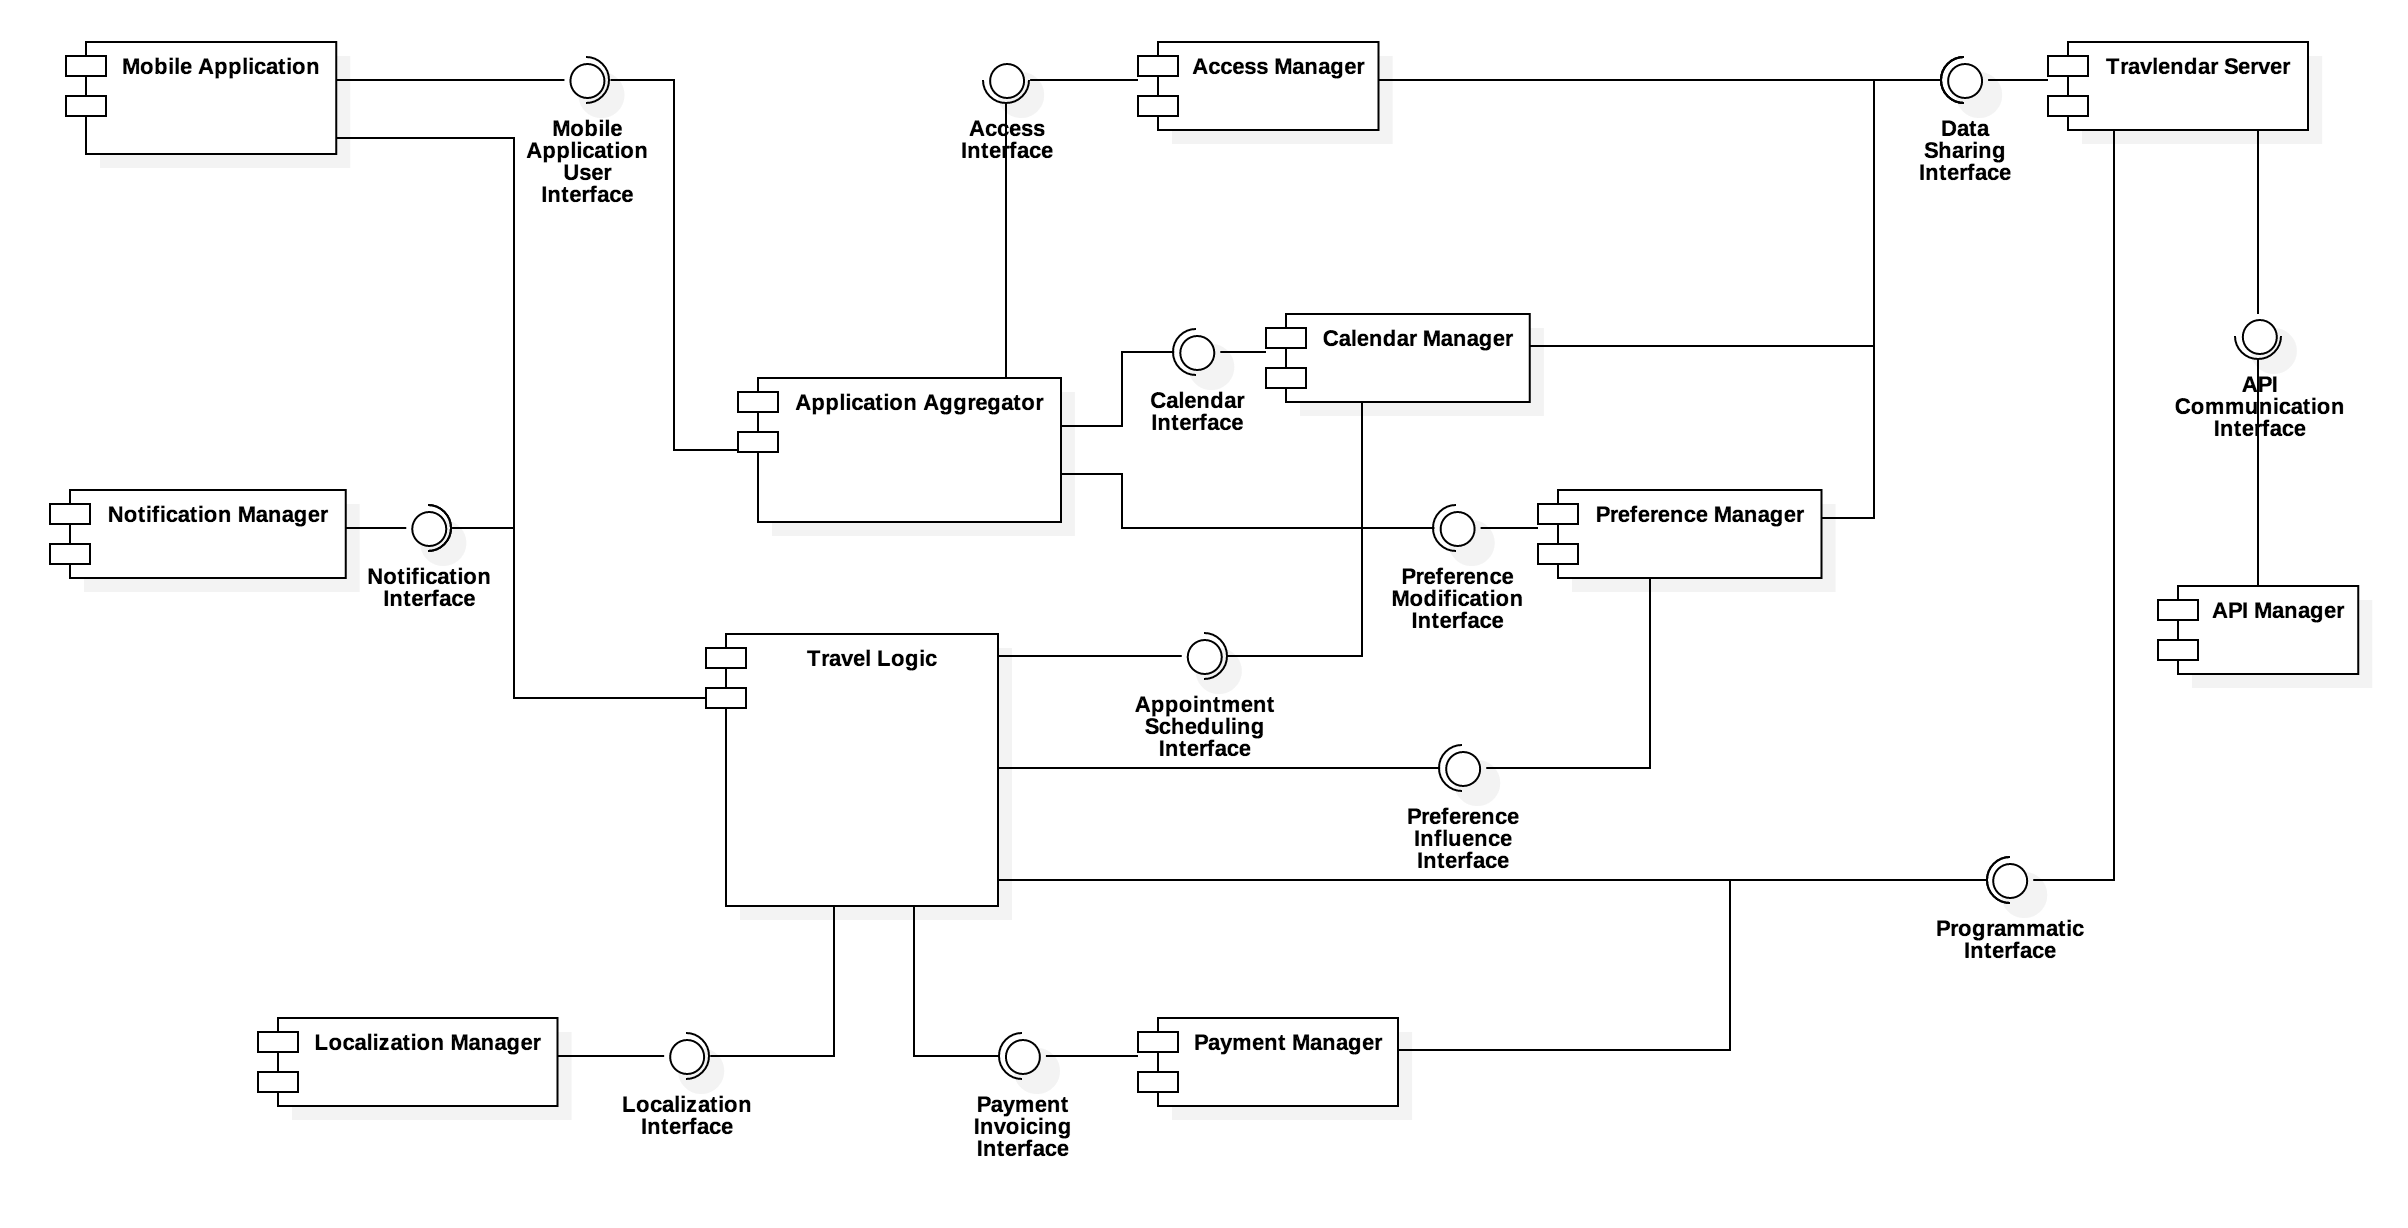 Mobile Application
Access Manager
Travlendar Server
Mobile
Application
User
Interface
Access
Interface
Data
Sharing
Interface
Calendar Manager
Application Aggregator
Calendar
Interface
API
Communication
Interface
Notification Manager
Preference Manager
Notification
Interface
Preference
Modification
Interface
API Manager
Travel Logic
Appointment
Scheduling
Interface
Preference
Influence
Interface
Programmatic
Interface
Localization Manager
Payment Manager
Localization
Interface
Payment
Invoicing
Interface